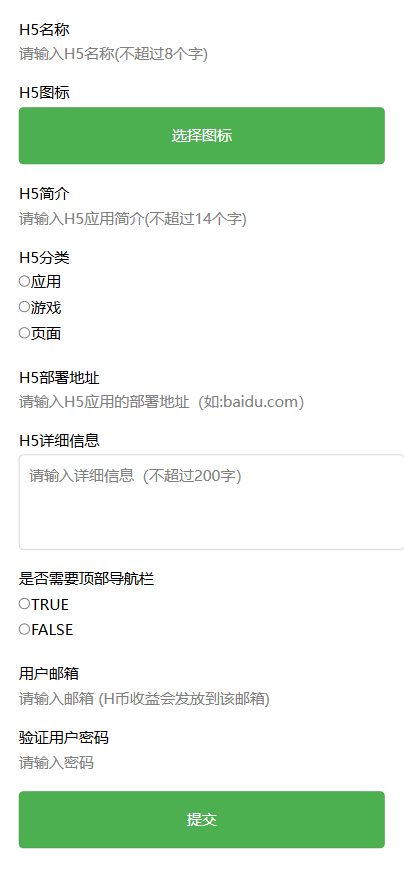 H5名称
请输入H5名称(不超过8个字)
H5图标
选择图标
H5简介
请输入H5应用简介(不超过14个字)
H5分类
应用
游戏
页面
H5部署地址
请输入H5应用的部署地址（如:baidu.com）
H5详细信息
请输入详细信息（不超过200字）
是否需要顶部导航栏
TRUE
FALSE
用户邮箱
请输入邮箱 (H币收益会发放到该邮箱)
验证用户密码
请输入密码
提交